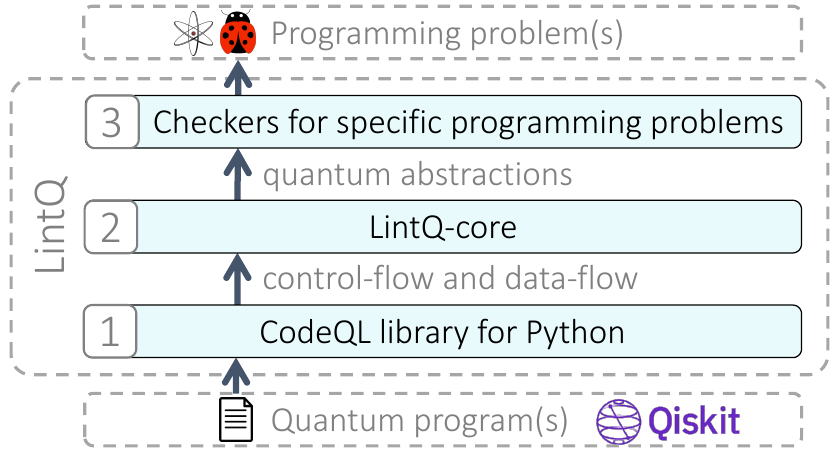 Programming problem(s)
3 Checkers for specific programming problems
quantum abstractions
LintQ
2 LintQ-core
control-flow and data-flow
1 CodeQL library for Python
Quantum program(s) Qiskit